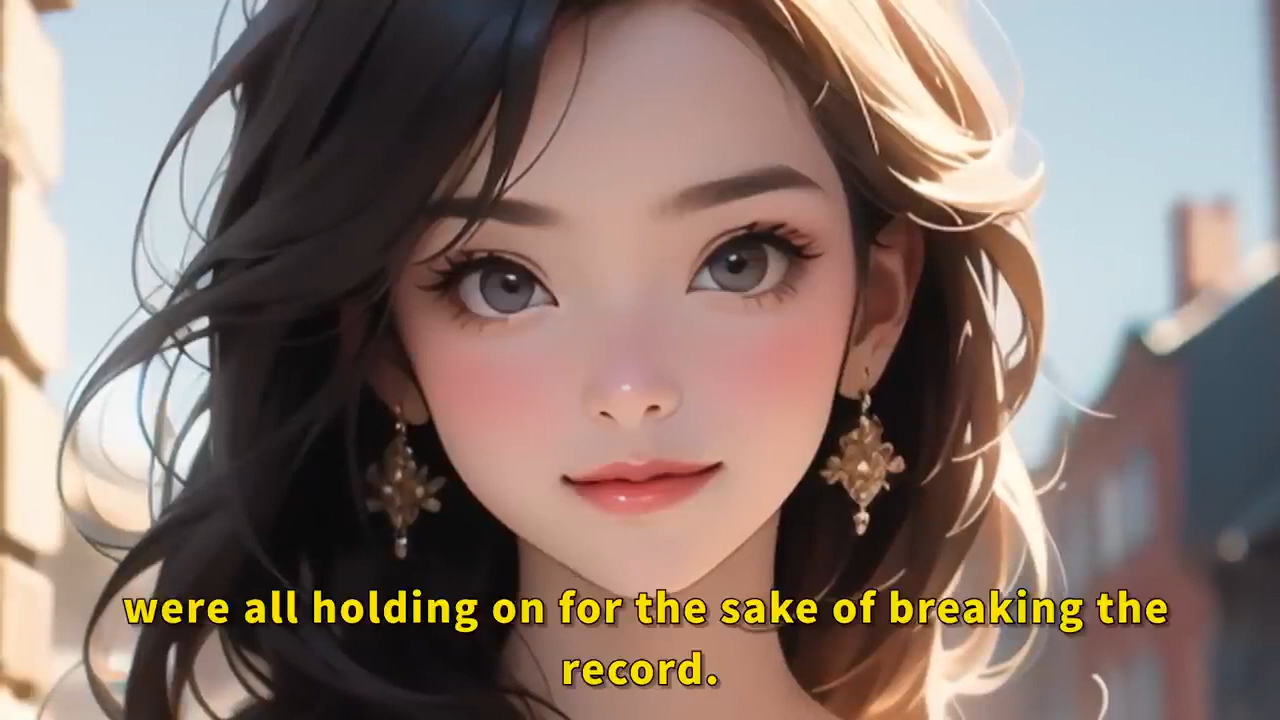 were all holding on for the sake of breaking the
record.